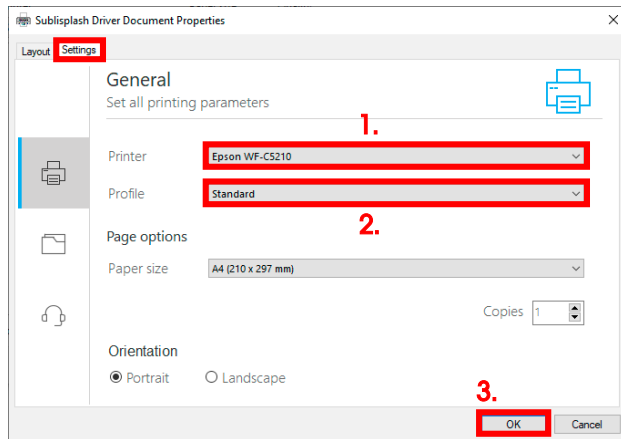 Sublisplash Driver Document Properties
Layout Settings
General
Set all printing parameters
1.
Printer Epson WF-C5210
Profile Standard
2.
Page options
Paper size A4 (210 x 297 mm)
Copies 1
Orientation
Portrait Landscape
3.
OK Cancel